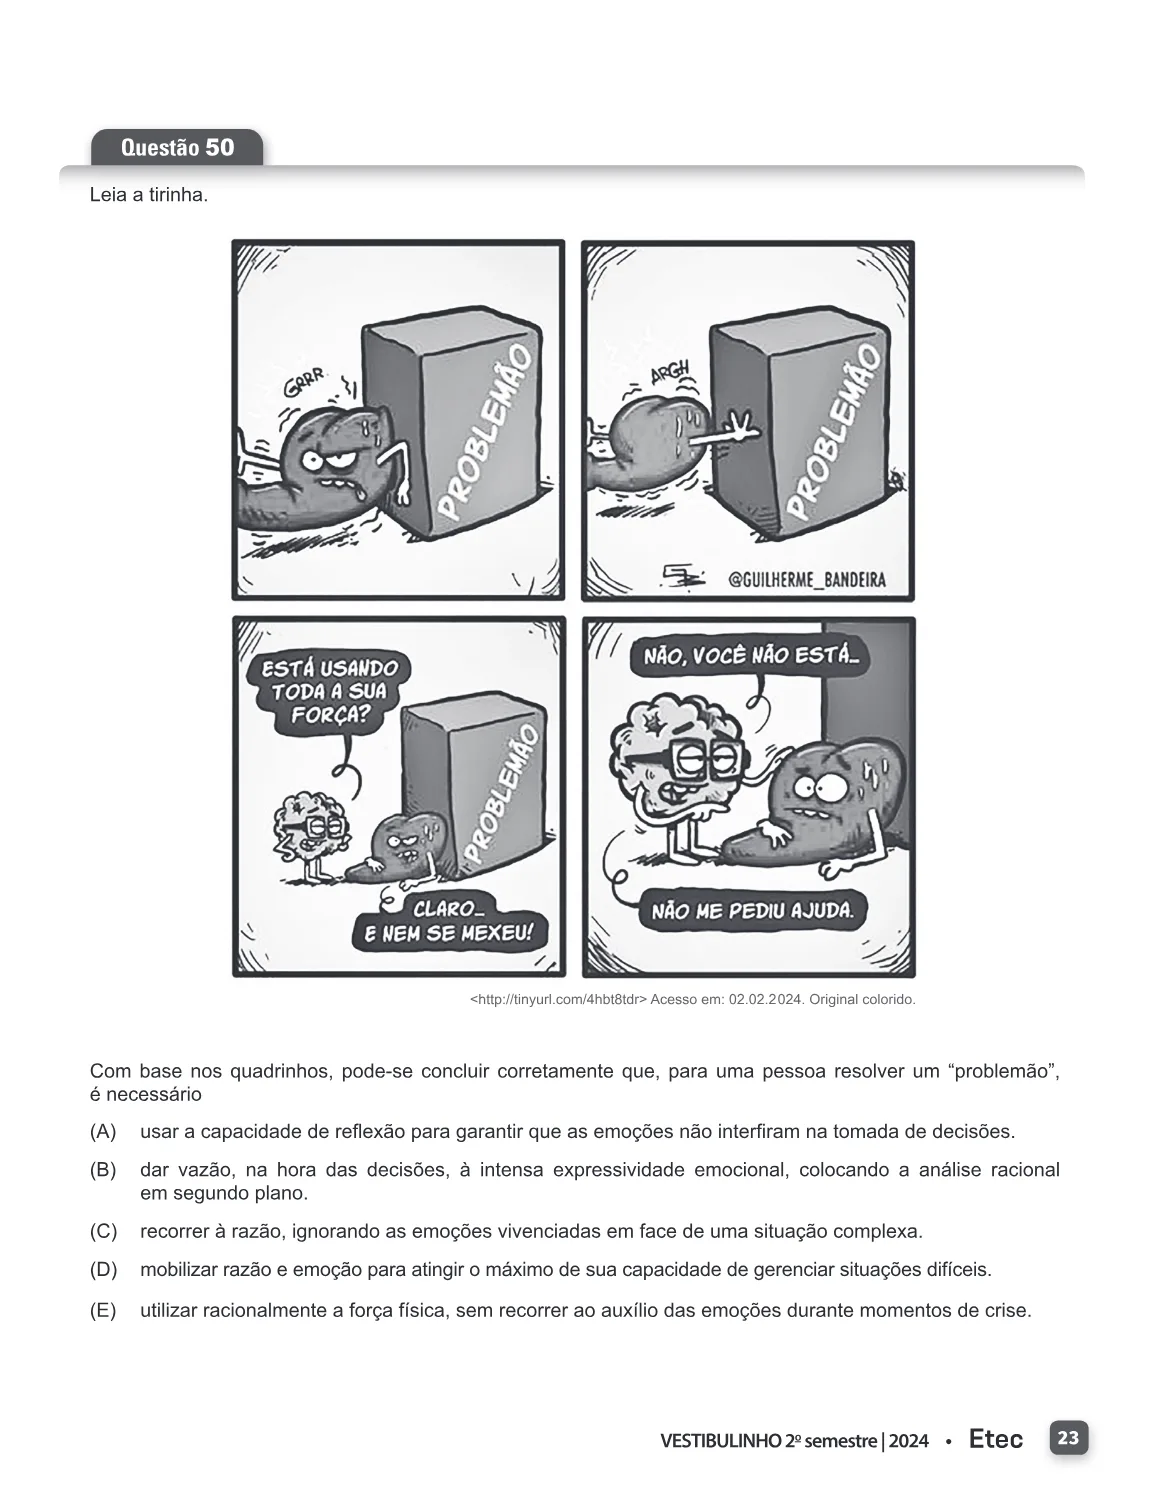 Questão 50
Leia a tirinha.
GRRR
PROBLEMÃO
ARGH
PROBLEMÃO
@GUILHERME_BANDEIRA
ESTÁ USANDO
TODA A SUA
FORÇA?
PROBLEMÃO
CLARO...
E NEM SE MEXEU!
NÃO, VOCÊ NÃO ESTÁ...
NÃO ME PEDIU AJUDA.
<http://tinyurl.com/4hbt8tdr> Acesso em: 02.02.2024. Original colorido.
Com base nos quadrinhos, pode-se concluir corretamente que, para uma pessoa resolver um “problemão”,
é necessário
(A) usar a capacidade de reflexão para garantir que as emoções não interfiram na tomada de decisões.
(B) dar vazão, na hora das decisões, à intensa expressividade emocional, colocando a análise racional
em segundo plano.
(C) recorrer à razão, ignorando as emoções vivenciadas em face de uma situação complexa.
(D) mobilizar razão e emoção para atingir o máximo de sua capacidade de gerenciar situações difíceis.
(E) utilizar racionalmente a força física, sem recorrer ao auxílio das emoções durante momentos de crise.
VESTIBULINHO 2º semestre | 2024 • Etec 23